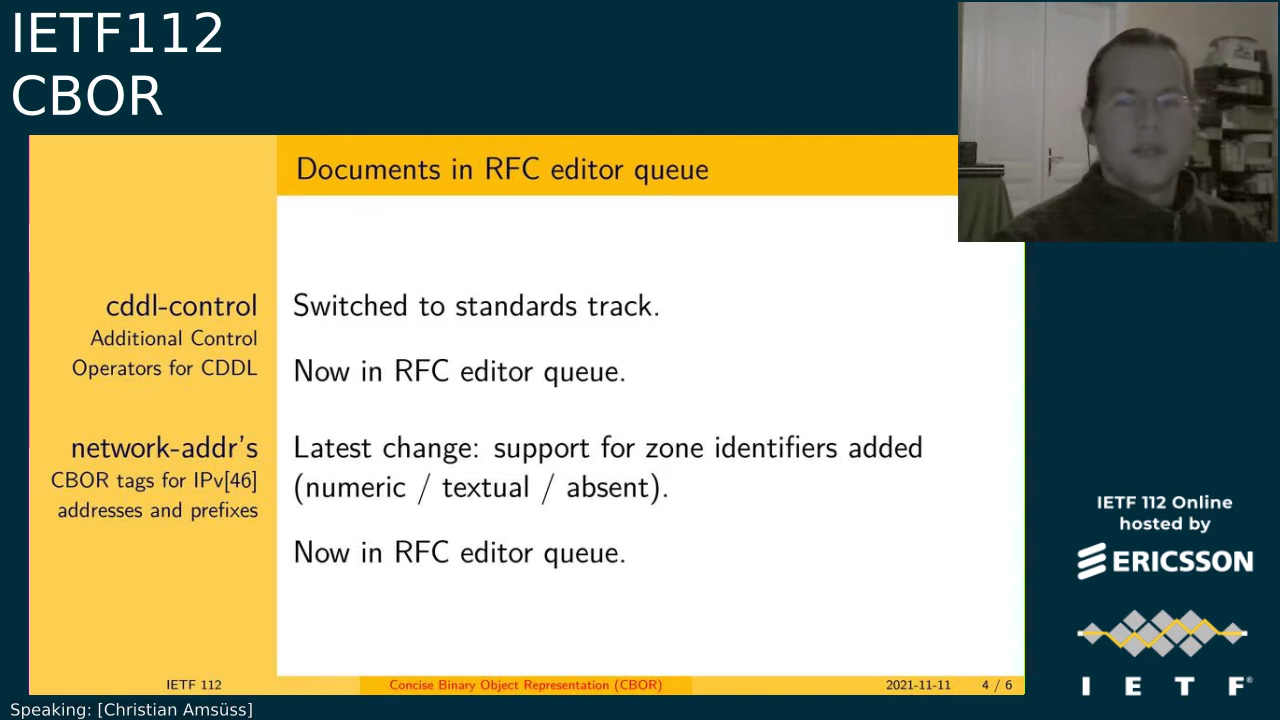 IETF112
CBOR
Documents in RFC editor queue
cddl-control
Additional Control
Operators for CDDL
Switched to standards track.
Now in RFC editor queue.
network-addr's
CBOR tags for IPv[46]
addresses and prefixes
Latest change: support for zone identifiers added
(numeric / textual / absent).
Now in RFC editor queue.
IETF 112 Online
hosted by
ERICSSON
I E T F®
IETF 112
Concise Binary Object Representation (CBOR)
2021-11-11
4 / 6
Speaking: [Christian Amsüss]